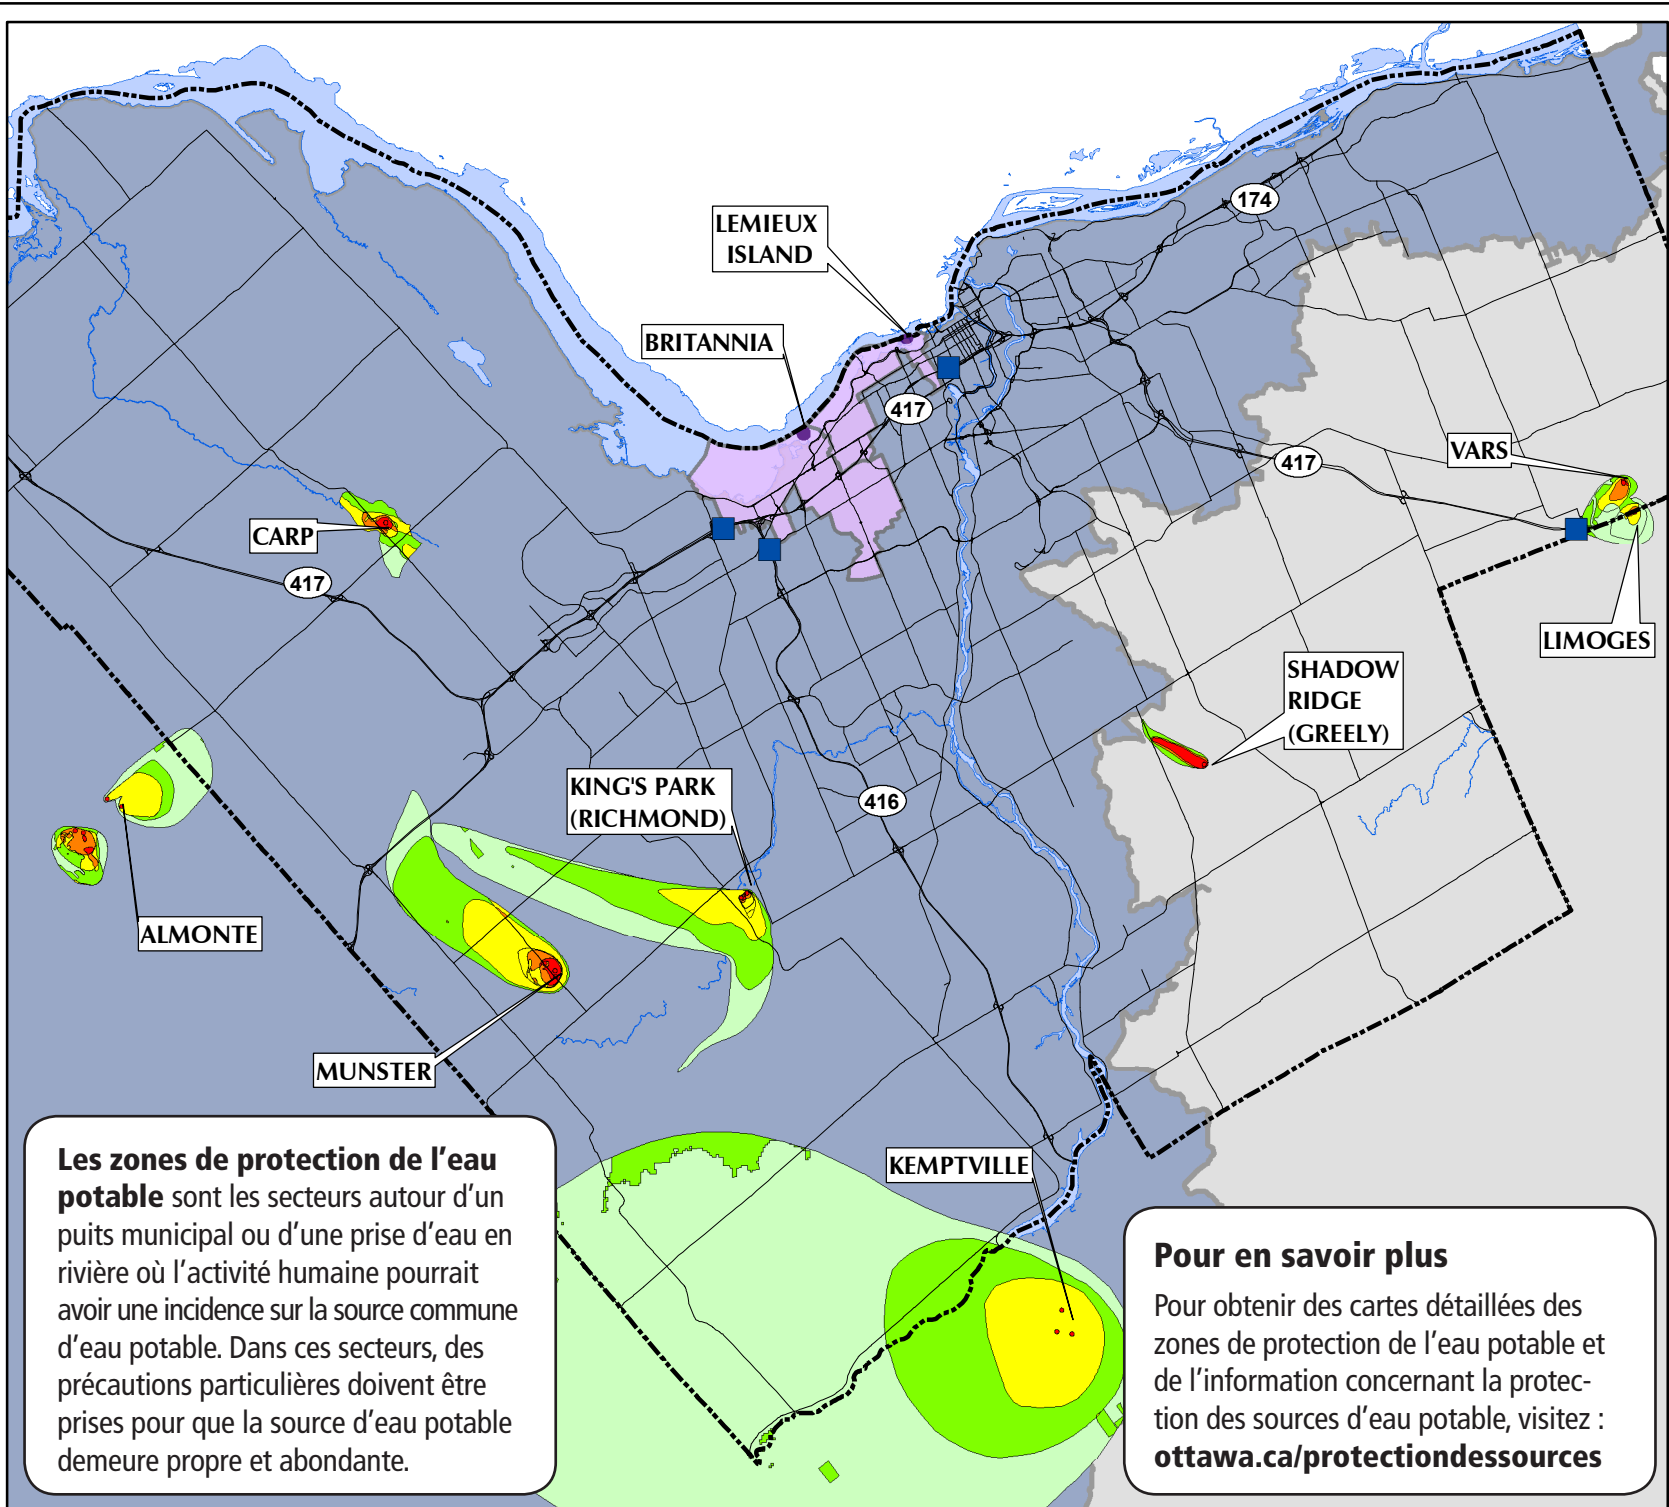 LEMIEUX
ISLAND
174
BRITANNIA
417
417
VARS
CARP
417
LIMOGES
SHADOW
RIDGE
(GREELY)
KING'S PARK
(RICHMOND)
416
ALMONTE
MUNSTER
KEMPTVILLE
Les zones de protection de l'eau
potable sont les secteurs autour d'un
puits municipal ou d'une prise d'eau en
rivière où l'activité humaine pourrait
avoir une incidence sur la source commune
d'eau potable. Dans ces secteurs, des
précautions particulières doivent être
prises pour que la source d'eau potable
demeure propre et abondante.
Pour en savoir plus
Pour obtenir des cartes détaillées des
zones de protection de l'eau potable et
de l'information concernant la protec-
tion des sources d'eau potable, visitez :
ottawa.ca/protectiondessources